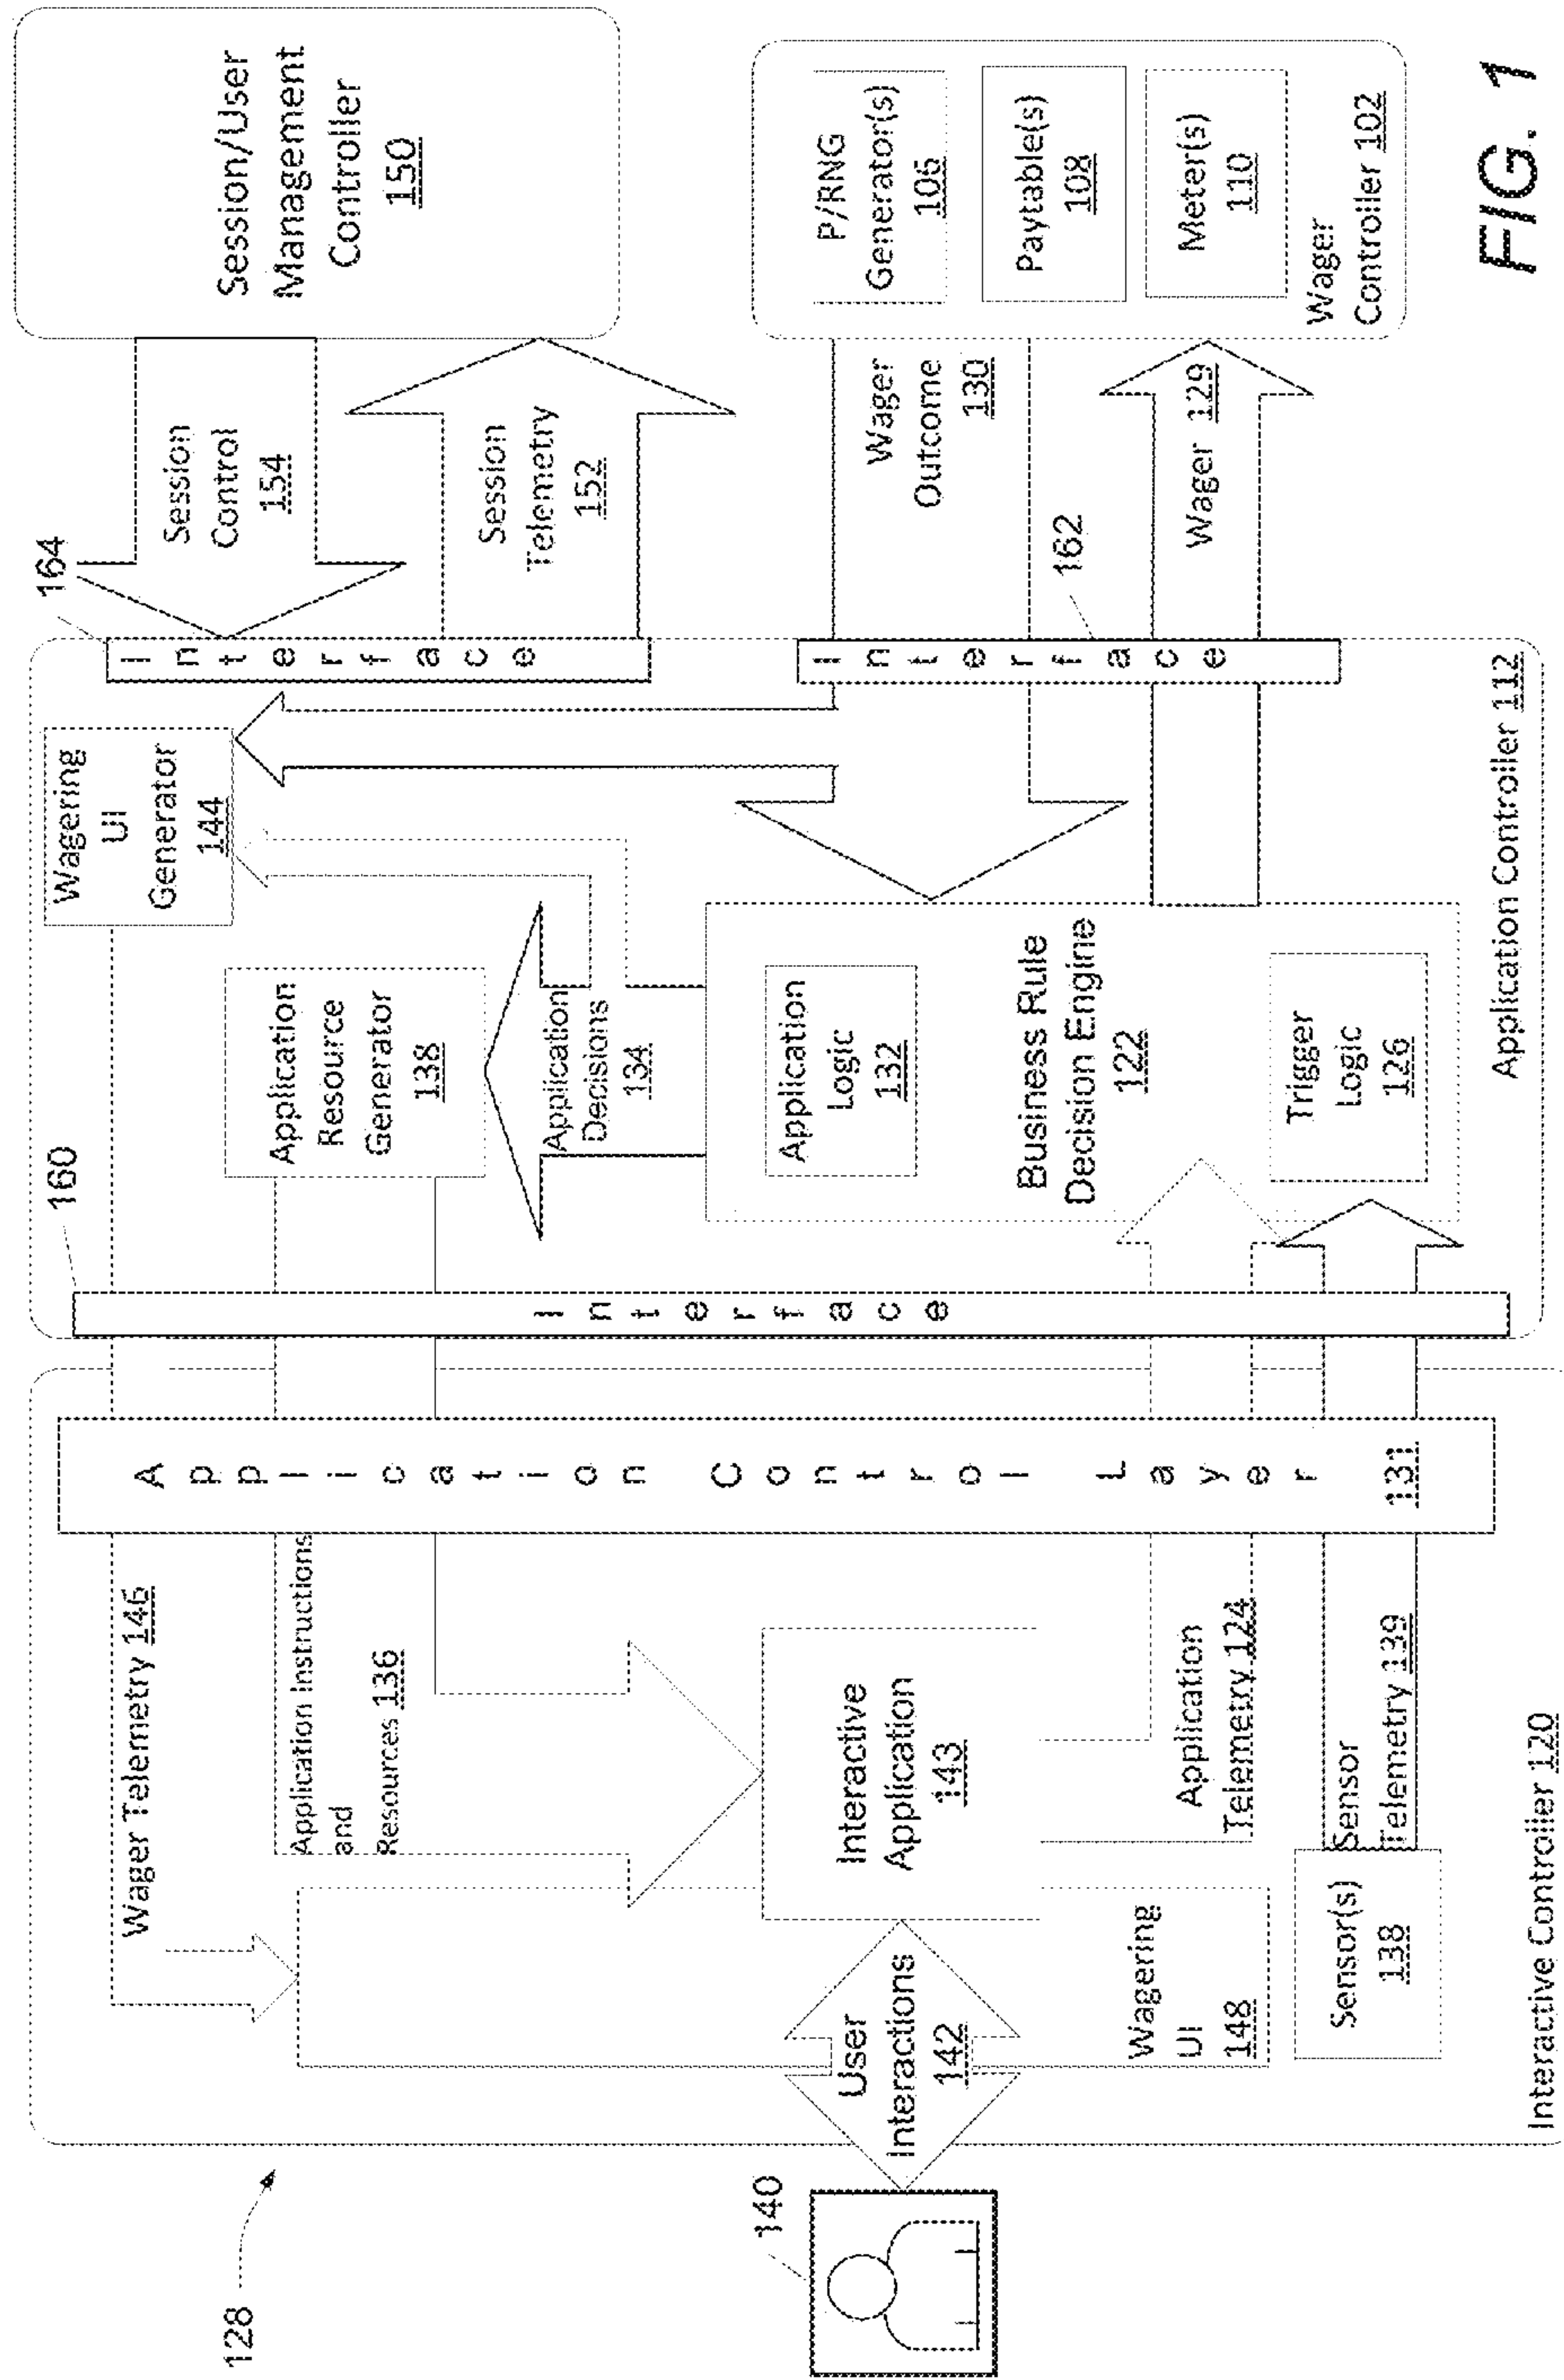 128
140
User
Interactions
142
Wager Telemetry 146
Application Instructions
and
Resources 136
Interactive
Application
143
Wagering
UI
148
Application
Telemetry 124
Sensor(s)
138
Sensor
Telemetry 139
Interactive Controller 120
Application Control Layer
131
160
Interface
Wagering
UI
Generator
144
Application
Resource
Generator
138
Application
Decisions
134
Application
Logic
132
Business Rule
Decision Engine
122
Trigger
Logic
126
Application Controller 112
164
Interface
Interface
162
Session
Control
154
Session
Telemetry
152
Wager
Outcome
130
Wager 129
Session/User
Management
Controller
150
P/RNG
Generator(s)
106
Paytable(s)
108
Meter(s)
110
Wager
Controller 102
FIG. 1